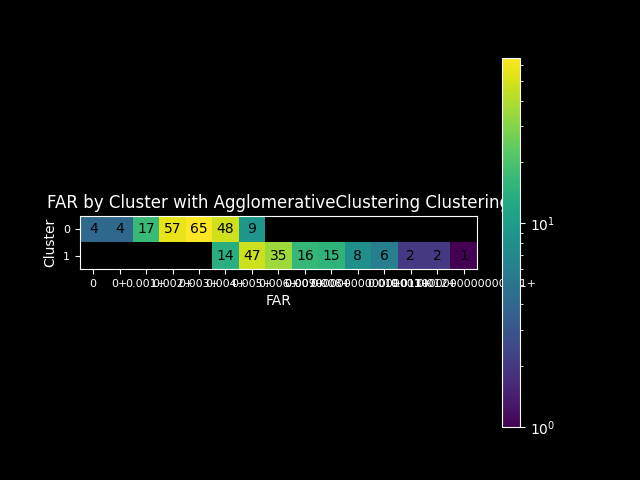 FAR by Cluster with AgglomerativeClustering Clustering
Cluster
0 4 4 17 57 65 48 9
1 14 47 35 16 15 8 6 2 2 1
0 0+
FAR
10¹
10⁰